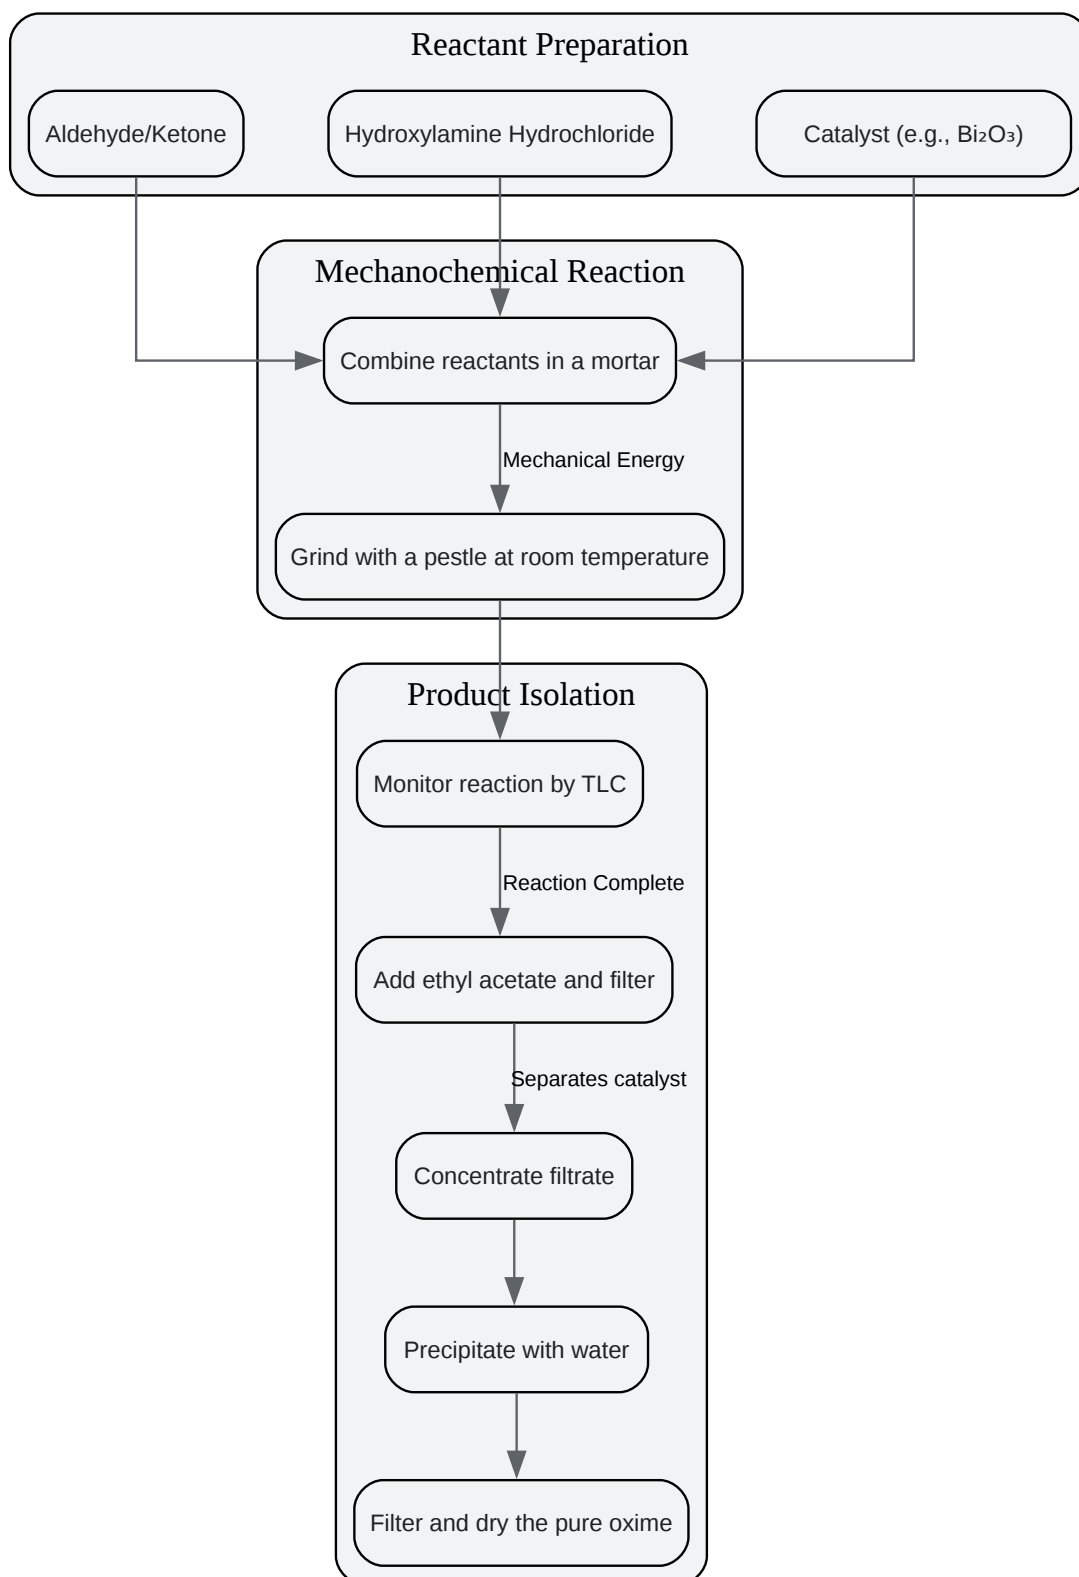 Reactant Preparation
Aldehyde/Ketone
Hydroxylamine Hydrochloride
Catalyst (e.g., Bi₂O₃)
Mechanochemical Reaction
Combine reactants in a mortar
Mechanical Energy
Grind with a pestle at room temperature
Product Isolation
Monitor reaction by TLC
Reaction Complete
Add ethyl acetate and filter
Separates catalyst
Concentrate filtrate
Precipitate with water
Filter and dry the pure oxime